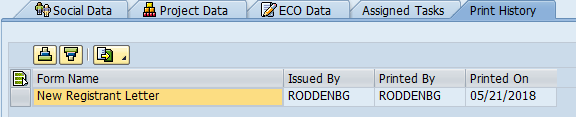 Social Data Project Data ECO Data Assigned Tasks Print History
Form Name Issued By Printed By Printed On
New Registrant Letter RODDENBG RODDENBG 05/21/2018